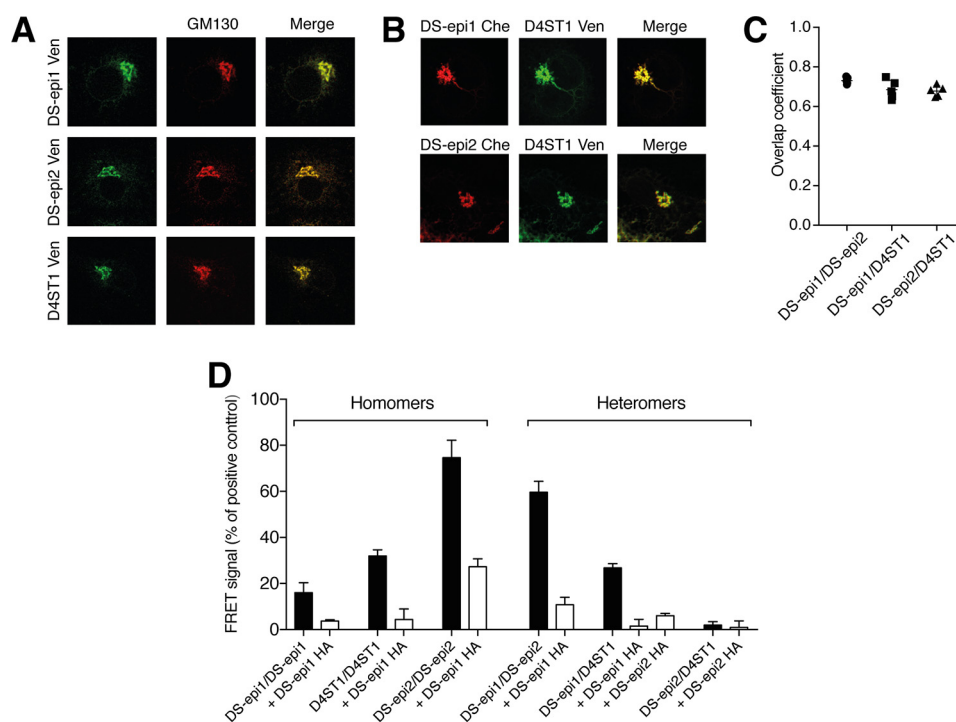 A
GM130
Merge
DS-epi1 Ven
DS-epi2 Ven
D4ST1 Ven
B
DS-epi1 Che
D4ST1 Ven
Merge
DS-epi2 Che
D4ST1 Ven
Merge
C
Overlap coefficient
1.0
0.8
0.6
0.4
0.2
0.0
DS-epi1/DS-epi2
DS-epi1/D4ST1
DS-epi2/D4ST1
D
FRET signal (% of positive conttrol)
100
80
60
40
20
0
Homomers
Heteromers
DS-epi1/DS-epi1
+ DS-epi1 HA
D4ST1/D4ST1
+ DS-epi1 HA
DS-epi2/DS-epi2
+ DS-epi1 HA
DS-epi1/DS-epi2
+ DS-epi1 HA
DS-epi1/D4ST1
+ DS-epi1 HA
+ DS-epi2 HA
DS-epi2/D4ST1
+ DS-epi2 HA